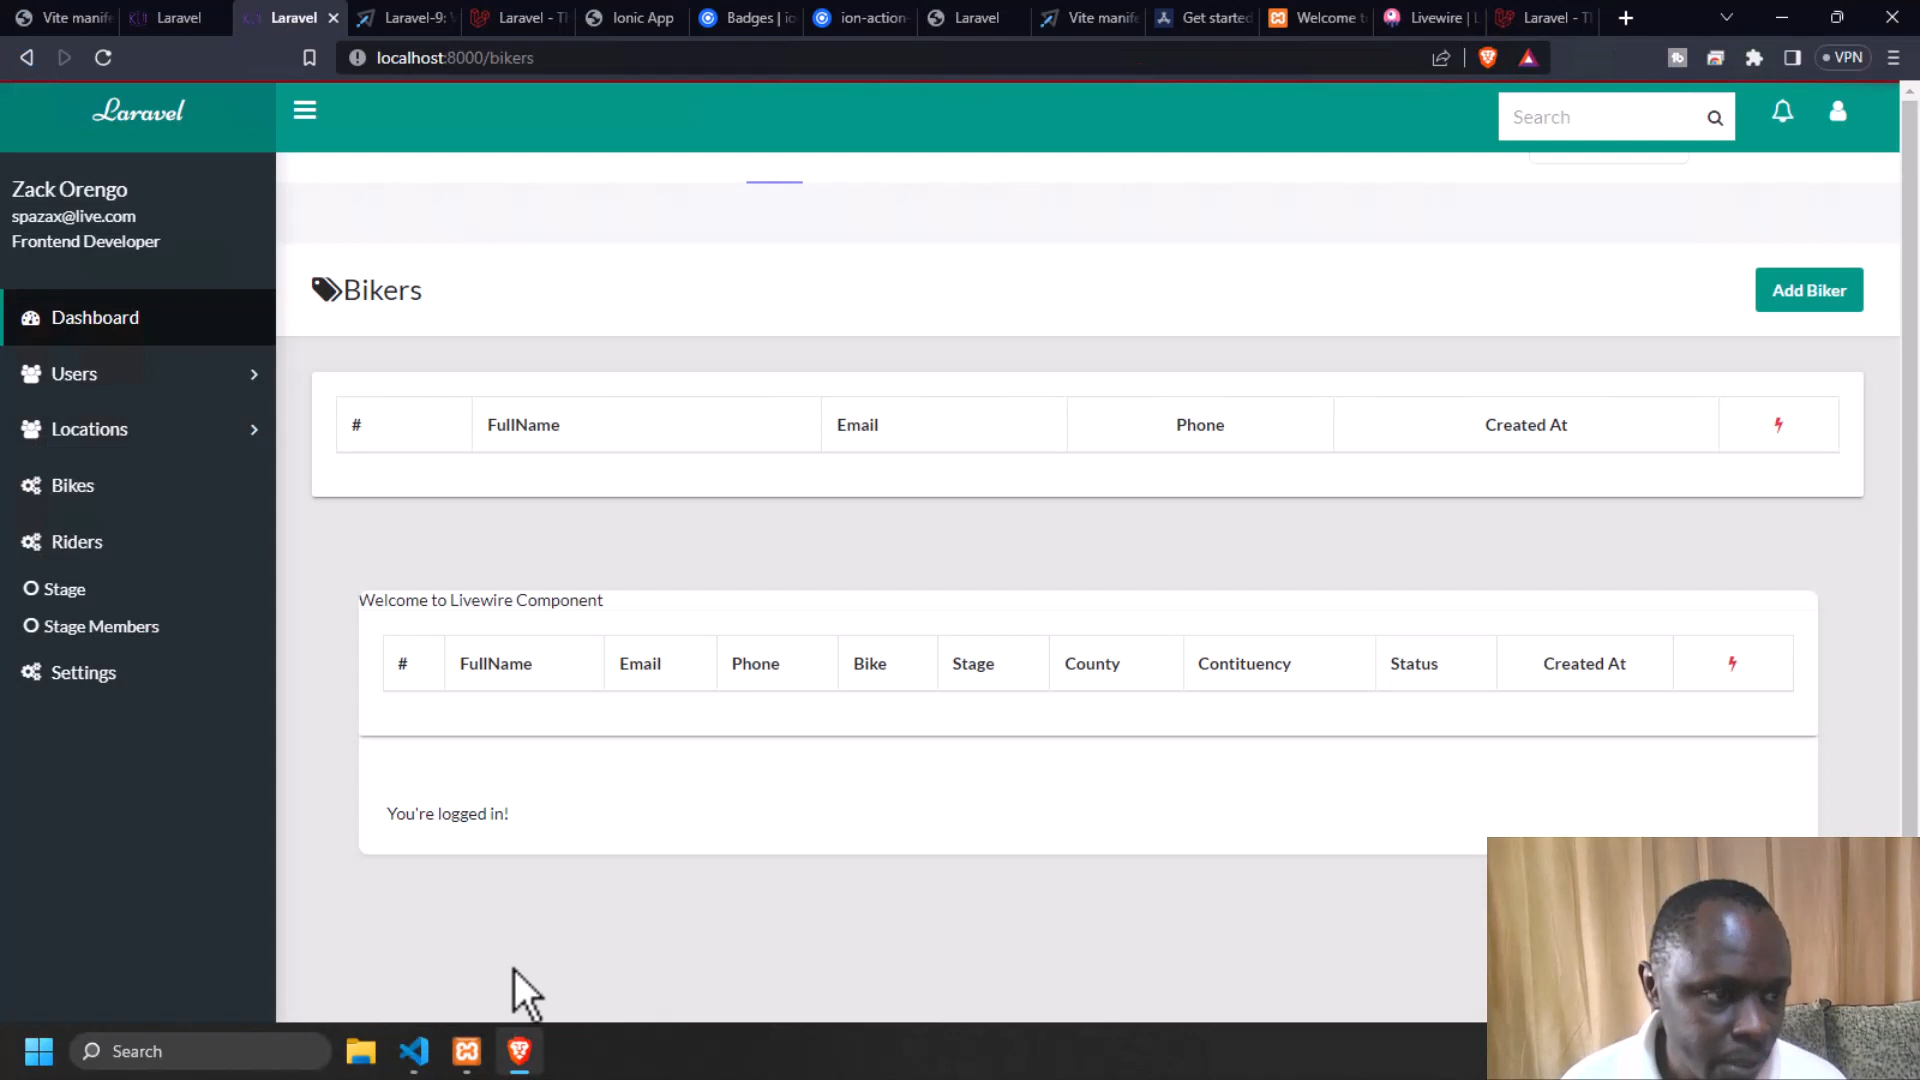 Vite manife
Laravel
Laravel
Laravel-9: V
Laravel - Th
Ionic App
Badges | io
ion-action-
Laravel
Vite manife
Get started
Welcome to
Livewire | L
Laravel - Th
localhost:8000/bikers
VPN
Laravel
Search
Zack Orengo
spazax@live.com
Frontend Developer
Dashboard
Users
Locations
Bikes
Riders
Stage
Stage Members
Settings
Bikers
Add Biker
# FullName Email Phone Created At
Welcome to Livewire Component
# FullName Email Phone Bike Stage County Contituency Status Created At
You're logged in!
Search